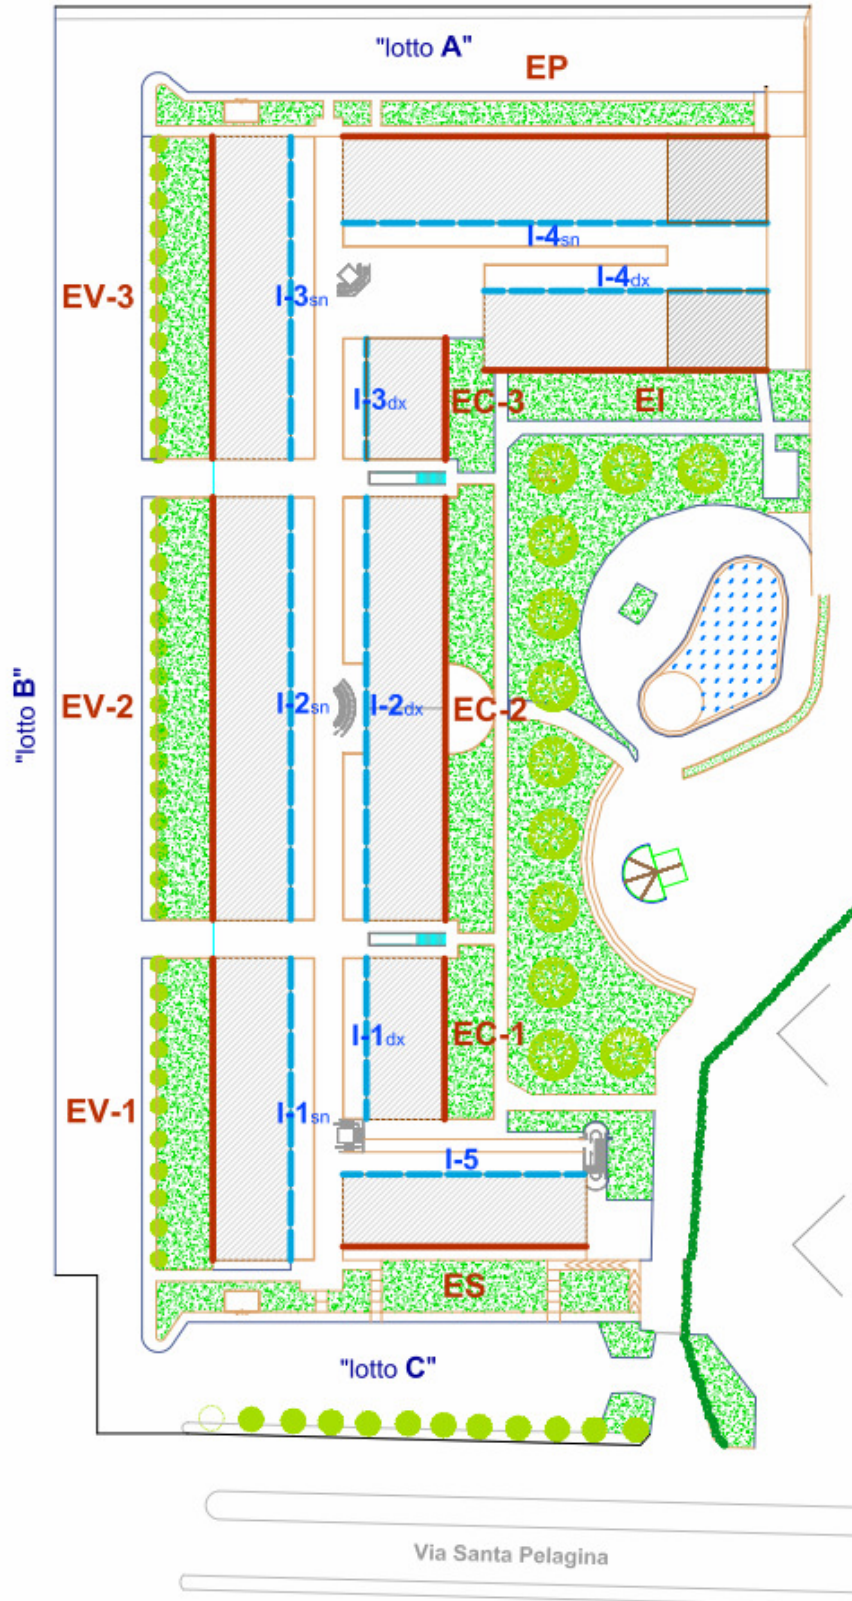 "lotto A"
EP
I-4sn
I-4dx
EV-3
I-3sn
I-3dx
EC-3
EI
"lotto B"
EV-2
I-2sn
I-2dx
EC-2
I-1dx
EC-1
EV-1
I-1sn
I-5
ES
"lotto C"
Via Santa Pelagina